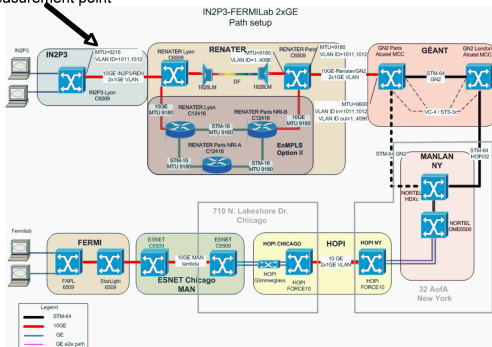 asurement point
IN2P3-FERMILab 2xGE
Path setup
IN2P3
IN2P3
MTU=9216
VLAN ID=1011,1012
IN2P3 Lyon
C6509
10GE IN2P3/REN
2x1GE VLAN
RENATER Lyon
C6509
RENATER
MTU=9180
VLAN ID=1..4096
1626LM
DF
1626LM
RENATER Paris
C6509
MTU=9180
VLAN ID=1011,1012
10GE-Renater/GN2
2x1GE VLAN
GN2 Paris
Alcatel MCC
GÉANT
GN2 London
Alcatel MCC
STM-64
GN2
VC-4 / STS-3c
MTU=9600
VLAN ID in=1011,1012
VLAN ID out=1..4096
10GE
MTU 9180
RENATER Lyon
C12416
RENATER Paris NRI-B
C12416
10GE
MTU 9180
STM-16
MTU 9180
RENATER Paris NRI-A
C12416
STM-16
MTU 9180
STM-16
MTU 9180
EoMPLS
Option II
STM-64 GN2
STM-64
HOPI/I2
MANLAN
NY
NORTEL
HDXc
NORTEL
OME6500
710 N. Lakeshore Dr.
Chicago
Fermilab
FERMI
FAPL
6509
StarLight
6509
ESNET
C6509
10GE MAN
lambda
ESNET
C6509
ESNET Chicago
MAN
HOPI CHICAGO
HOPI
Glimmerglass
HOPI
FORCE10
HOPI
10 GE
2x1GE VLAN
HOPI NY
HOPI
FORCE10
32 AofA
New York
Legend
STM-64
10GE
GE
GE e2e path